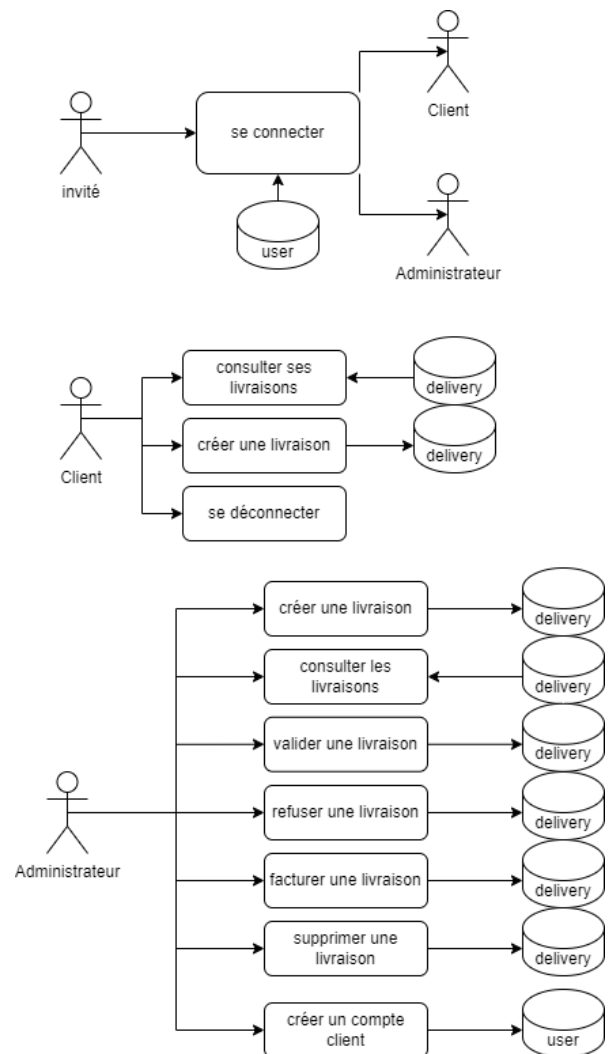 Client
se connecter
invité
user
Administrateur
consulter ses
livraisons
delivery
créer une livraison
delivery
Client
se déconnecter
créer une livraison
delivery
consulter les
livraisons
delivery
valider une livraison
delivery
refuser une livraison
delivery
Administrateur
facturer une livraison
delivery
supprimer une
livraison
delivery
créer un compte
client
user